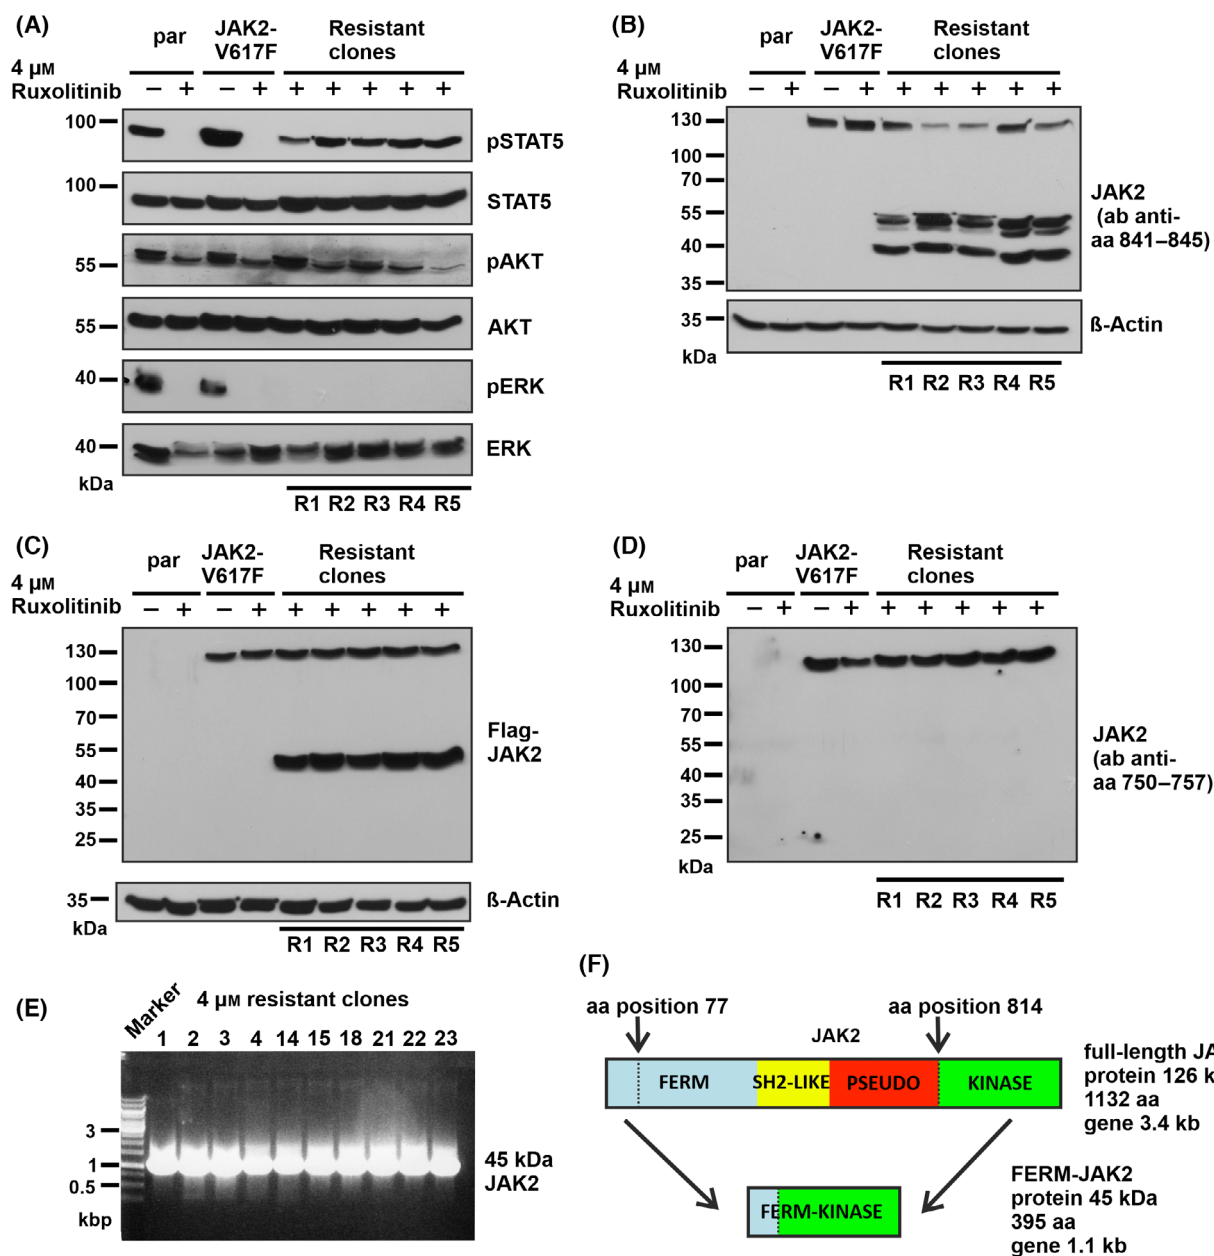 (A)
par JAK2-V617F Resistant clones
4 µM Ruxolitinib − + − + + + + + +
100 pSTAT5
100 STAT5
55 pAKT
55 AKT
40 pERK
40 ERK
kDa
R1 R2 R3 R4 R5
(B)
par JAK2-V617F Resistant clones
4 µM Ruxolitinib − + − + + + + + +
130
100
70
55
40
35
JAK2
(ab anti-
aa 841–845)
35 ß-Actin
kDa
R1 R2 R3 R4 R5
(C)
par JAK2-V617F Resistant clones
4 µM Ruxolitinib − + − + + + + + +
130
100
70
55
40
35
25
Flag-
JAK2
35 ß-Actin
kDa
R1 R2 R3 R4 R5
(D)
par JAK2-V617F Resistant clones
4 µM Ruxolitinib − + − + + + + + +
130
100
70
55
40
35
25
kDa
JAK2
(ab anti-
aa 750–757)
R1 R2 R3 R4 R5
(E)
Marker
4 µM resistant clones
1 2 3 4 14 15 18 21 22 23
3
1
0.5
kbp
45 kDa
JAK2
(F)
aa position 77 aa position 814
JAK2
FERM SH2-LIKE PSEUDO KINASE
full-length JA
protein 126 k
1132 aa
gene 3.4 kb
FERM-KINASE
FERM-JAK2
protein 45 kDa
395 aa
gene 1.1 kb